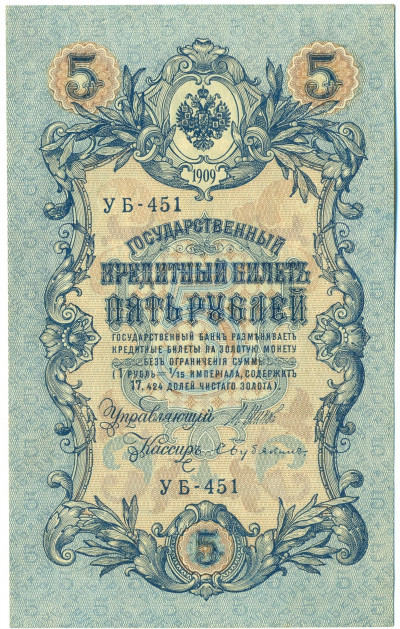 5 5
1909
УБ-451
ГОСУДАРСТВЕННЫЙ
КРЕДИТНЫЙ БИЛЕТЪ
ПЯТЬ РУБЛЕЙ
ГОСУДАРСТВЕННЫЙ БАНКЪ РАЗМѢНИВАЕТЪ
КРЕДИТНЫЕ БИЛЕТЫ НА ЗОЛОТУЮ МОНЕТУ
БЕЗЪ ОГРАНИЧЕНІЯ СУММЫ
(1 РУБЛЬ = 1/15 ИМПЕРІАЛА, СОДЕРЖИТЪ
17,424 ДОЛЕЙ ЧИСТАГО ЗОЛОТА).
Управляющій
Кассиръ
УБ-451
5